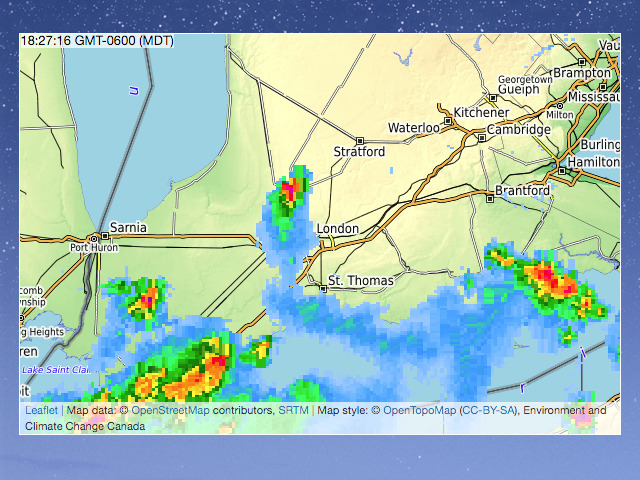 18:27:16 GMT-0600 (MDT)
Vau
Brampton
Georgetown
Guelph
Mississau
Kitchener
Milton
Waterloo
Cambridge
Burling
Stratford
Hamilton
Brantford
Sarnia
London
Port Huron
St. Thomas
comb
nship
g Heights
ren
Lake Saint Clai
it
n
r
i
Leaflet | Map data: © OpenStreetMap contributors, SRTM | Map style: © OpenTopoMap (CC-BY-SA), Environment and
Climate Change Canada